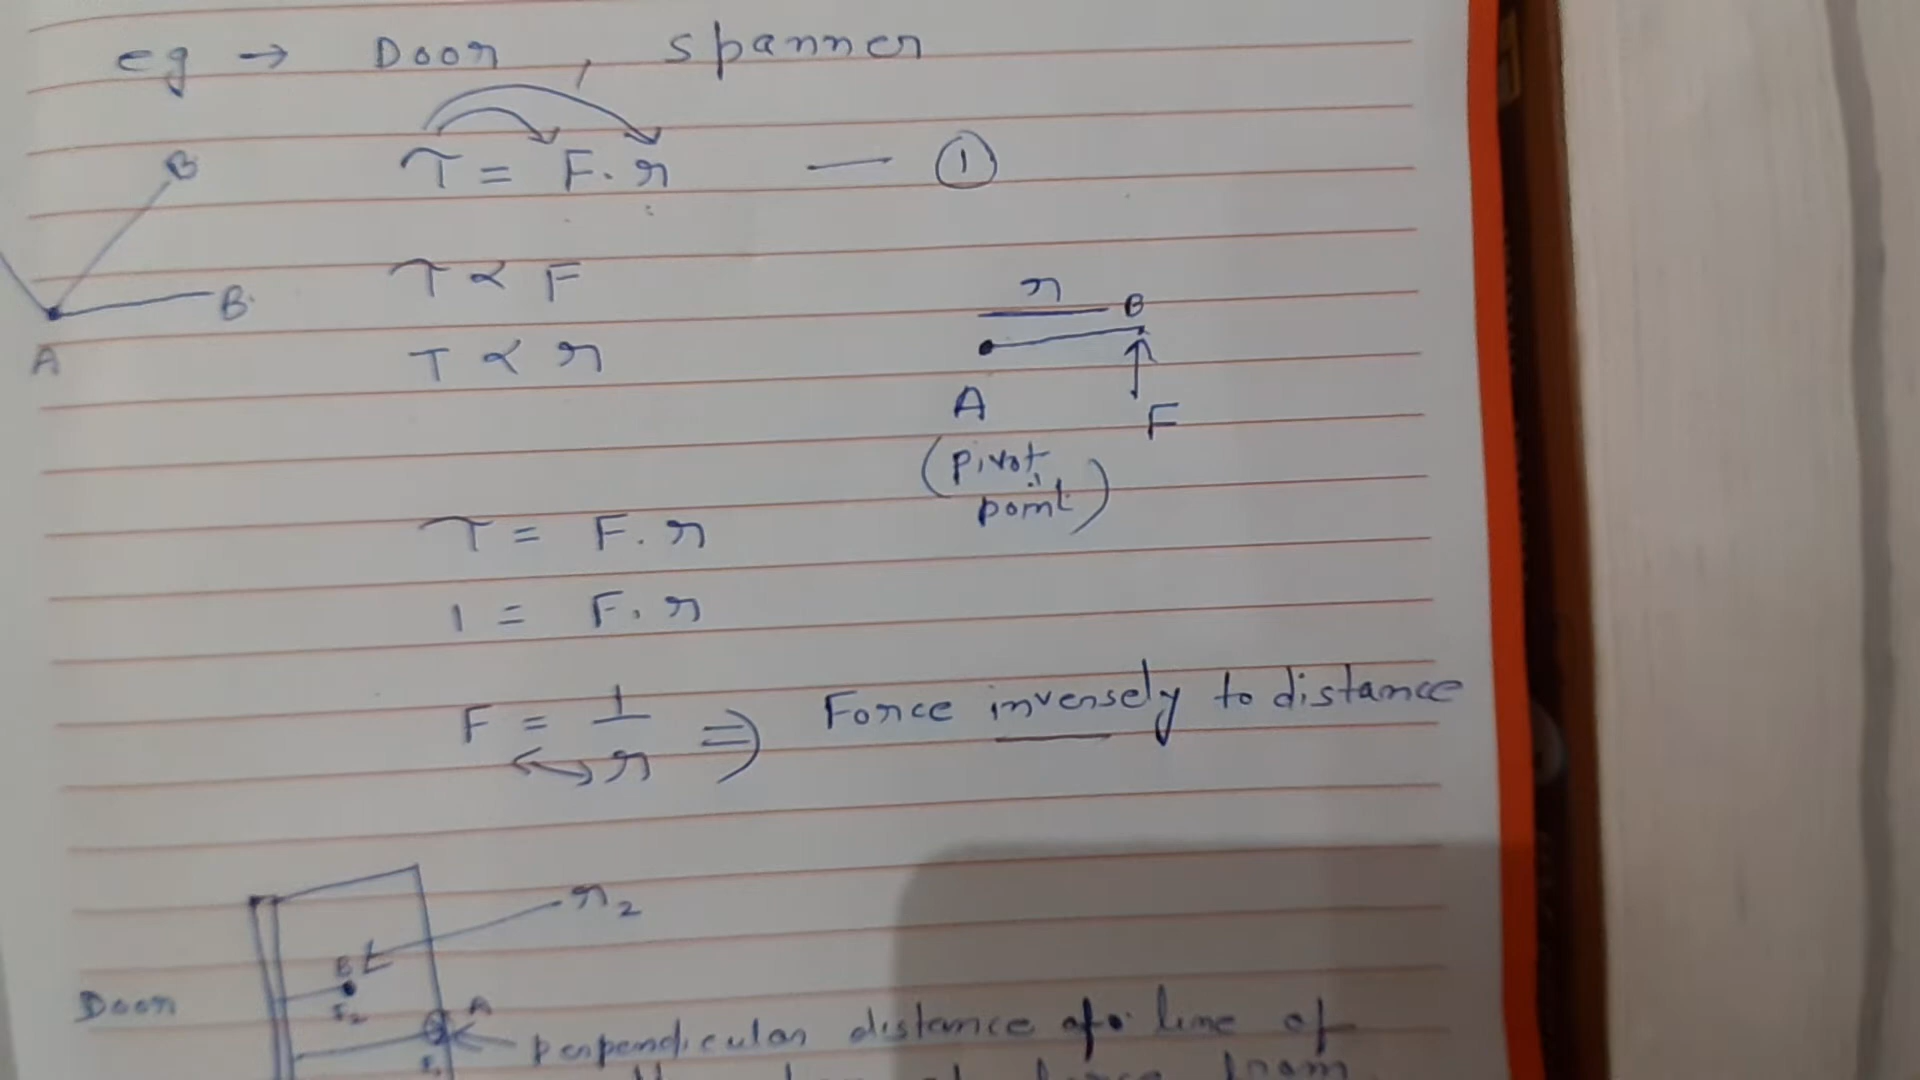 eg → Door, spanner
τ = F. r — ①
B
τ ∝ F
B
r
B
A
τ ∝ r
A
F
(pivot point)
τ = F. r
1 = F. r
F = 1/r ⇒ Force inversely to distance
r₂
B
Door
A
perpendicular distance of line of
from